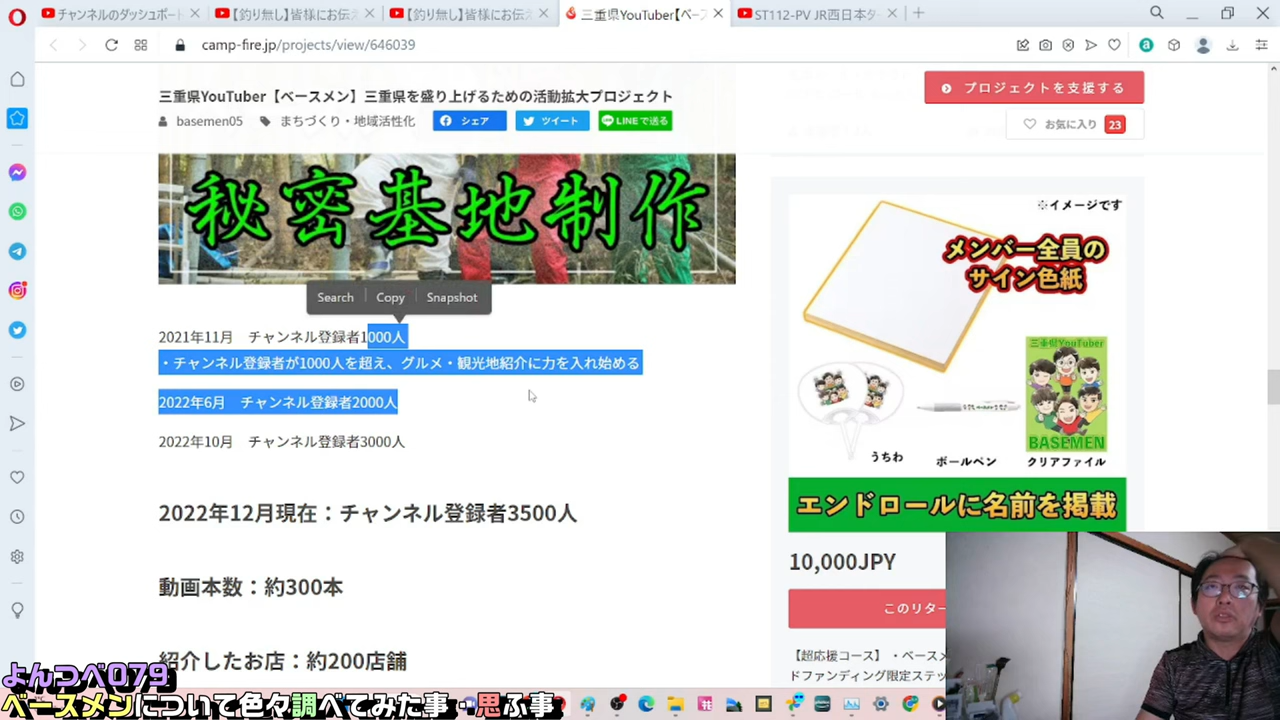 チャンネルのダッシュボート
【釣り無し】皆様にお伝え
【釣り無し】皆様にお伝え
三重県YouTuber【ベース
ST112-PV JR西日本タ
camp-fire.jp/projects/view/646039
三重県YouTuber【ベースメン】三重県を盛り上げるための活動拡大プロジェクト
basemen05 まちづくり・地域活性化 シェア ツイート LINEで送る
プロジェクトを支援する
お気に入り 23
秘密基地制作
Search Copy Snapshot
2021年11月 チャンネル登録者1000人
・チャンネル登録者が1000人を超え、グルメ・観光地紹介に力を入れ始める
2022年6月 チャンネル登録者2000人
2022年10月 チャンネル登録者3000人
2022年12月現在：チャンネル登録者3500人
動画本数：約300本
紹介したお店：約200店舗
※イメージです
メンバー全員の
サイン色紙
三重県YouTuber
BASEMEN
うちわ ボールペン クリアファイル
エンドロールに名前を掲載
10,000JPY
このリター
【超応援コース】 ・ベースメ
ドファンディング限定ステッ
よんつべ079
ベースメンについて色々調べてみた事・思ふ事